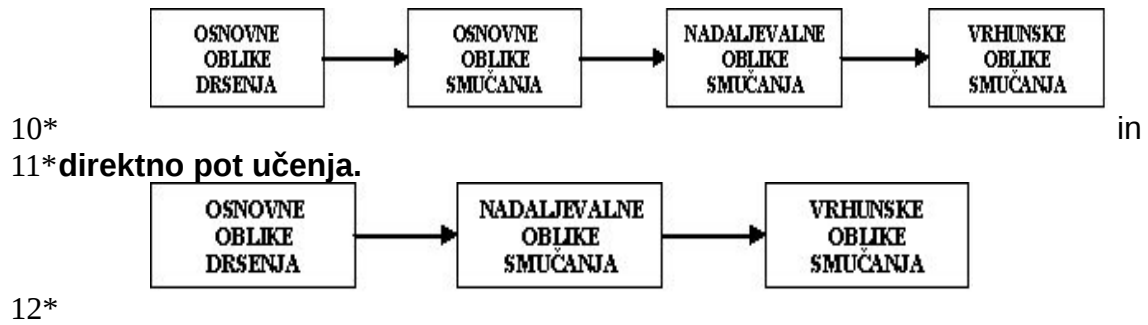 OSNOVNE OBLIKE DRSENJA
OSNOVNE OBLIKE SMUČANJA
NADALJEVALNE OBLIKE SMUČANJA
VRHUNSKE OBLIKE SMUČANJA
10* in
11*direktno pot učenja.
OSNOVNE OBLIKE DRSENJA
NADALJEVALNE OBLIKE SMUČANJA
VRHUNSKE OBLIKE SMUČANJA
12*